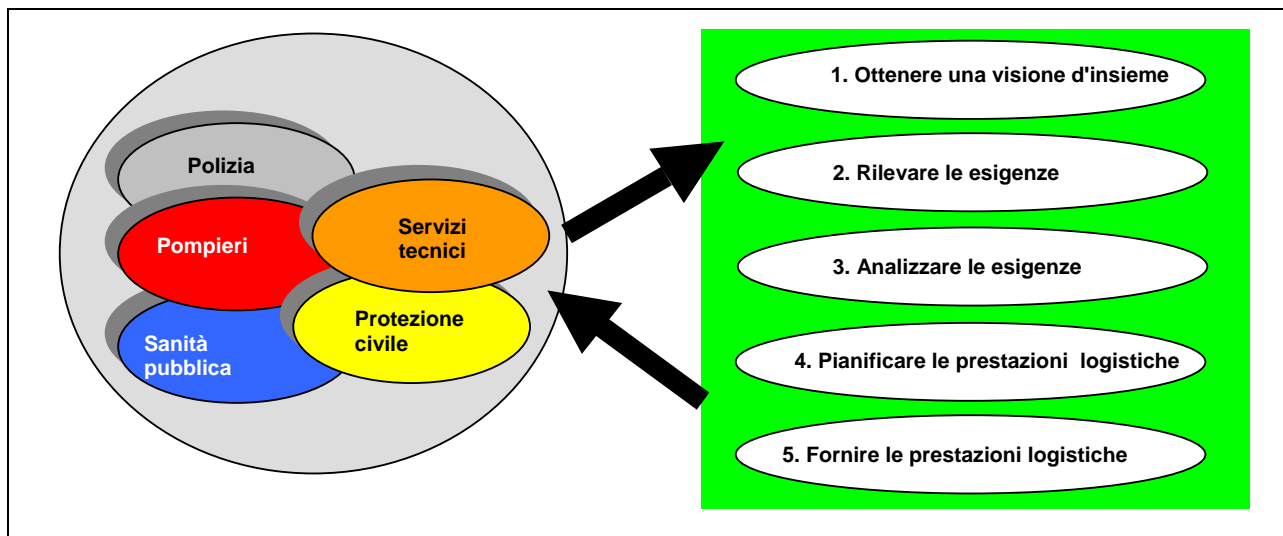 Polizia
Pompieri
Servizi
tecnici
Protezione
civile
Sanità
pubblica
1. Ottenere una visione d'insieme
2. Rilevare le esigenze
3. Analizzare le esigenze
4. Pianificare le prestazioni  logistiche
5. Fornire le prestazioni logistiche